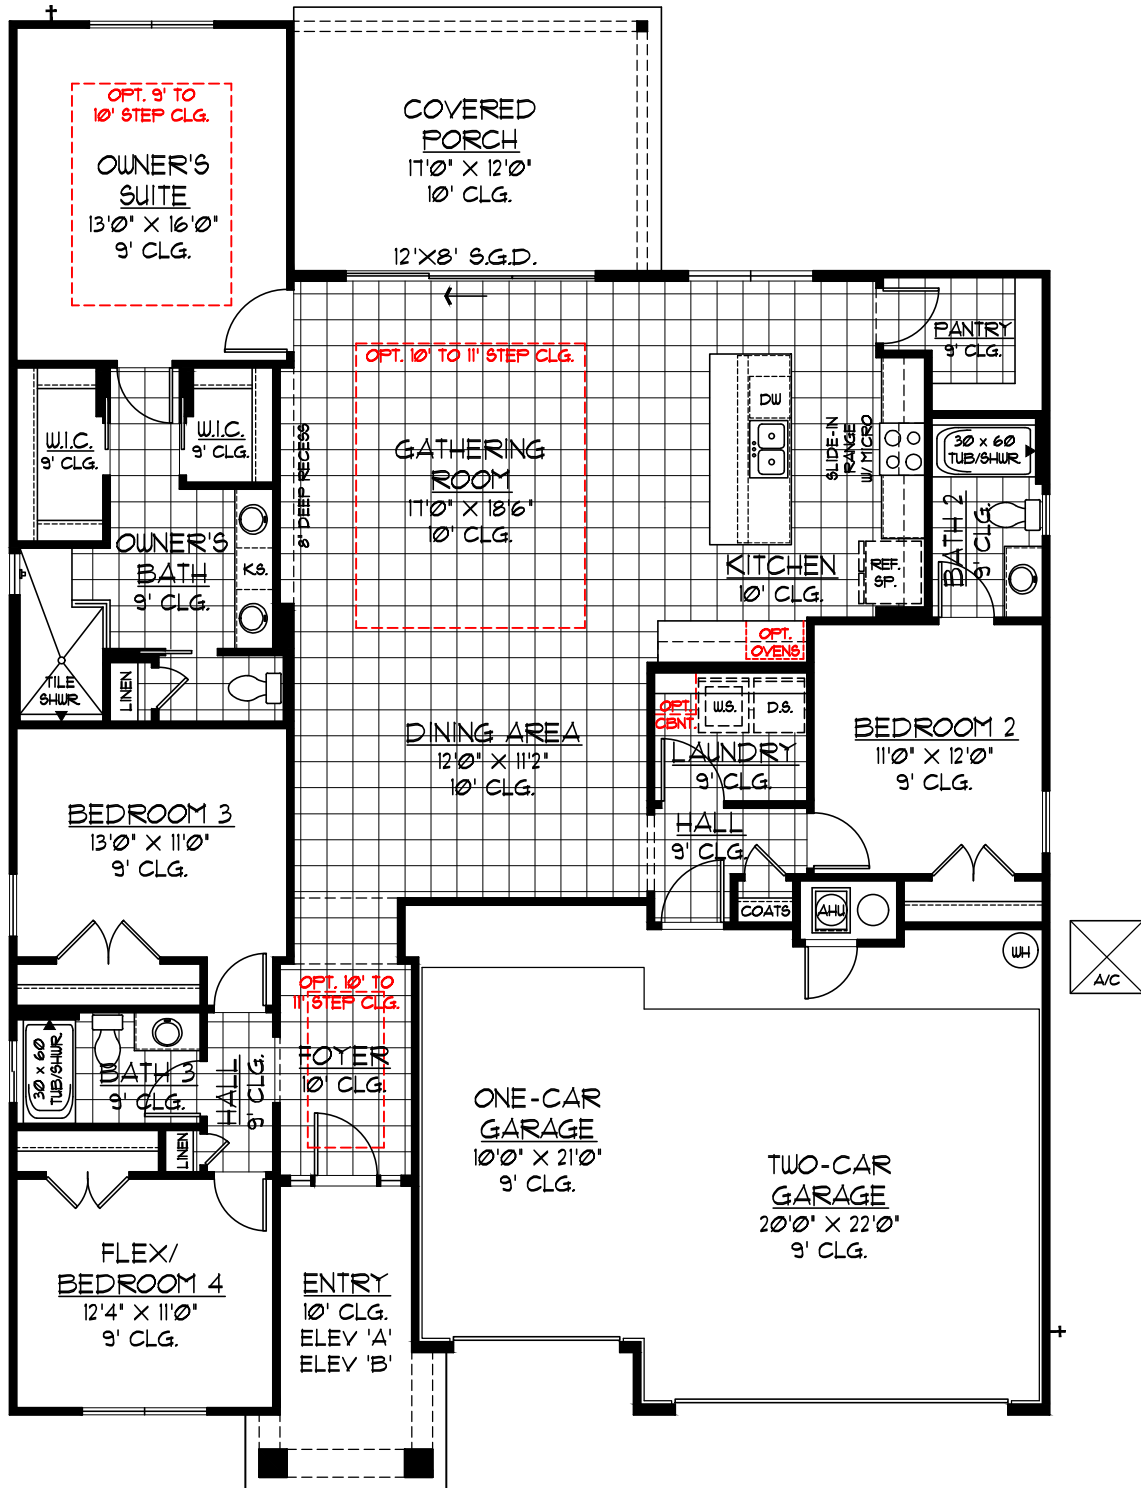 OPT. 9' TO
10' STEP CLG.
OWNER'S
SUITE
13'0" X 16'0"
9' CLG.
COVERED
PORCH
17'0" X 12'0"
10' CLG.
12'X8' S.G.D.
PANTRY
9' CLG.
OPT. 10' TO 11' STEP CLG.
GATHERING
ROOM
17'0" X 18'6"
10' CLG.
8" DEEP RECESS
W.I.C.
9' CLG.
W.I.C.
9' CLG.
DW
SLIDE-IN
RANGE
W/ MICRO
30 x 60
TUB/SHWR.
BATH 2
9' CLG.
OWNER'S
BATH
9' CLG.
K.S.
KITCHEN
10' CLG.
REF.
SP.
OPT.
OVENS
TILE
SHWR.
LINEN
OPT.
CBNT.
W.S.
D.S.
LAUNDRY
9' CLG.
DINING AREA
12'0" X 11'2"
10' CLG.
BEDROOM 2
11'0" X 12'0"
9' CLG.
BEDROOM 3
13'0" X 11'0"
9' CLG.
HALL
9' CLG.
COATS
AHU
WH
A/C
OPT. 10' TO
11' STEP CLG.
FOYER
10' CLG.
30 x 60
TUB/SHWR.
BATH 3
9' CLG.
HALL
9' CLG.
LINEN
ONE-CAR
GARAGE
10'0" X 21'0"
9' CLG.
TWO-CAR
GARAGE
20'0" X 22'0"
9' CLG.
FLEX/
BEDROOM 4
12'4" X 11'0"
9' CLG.
ENTRY
10' CLG.
ELEV 'A'
ELEV 'B'